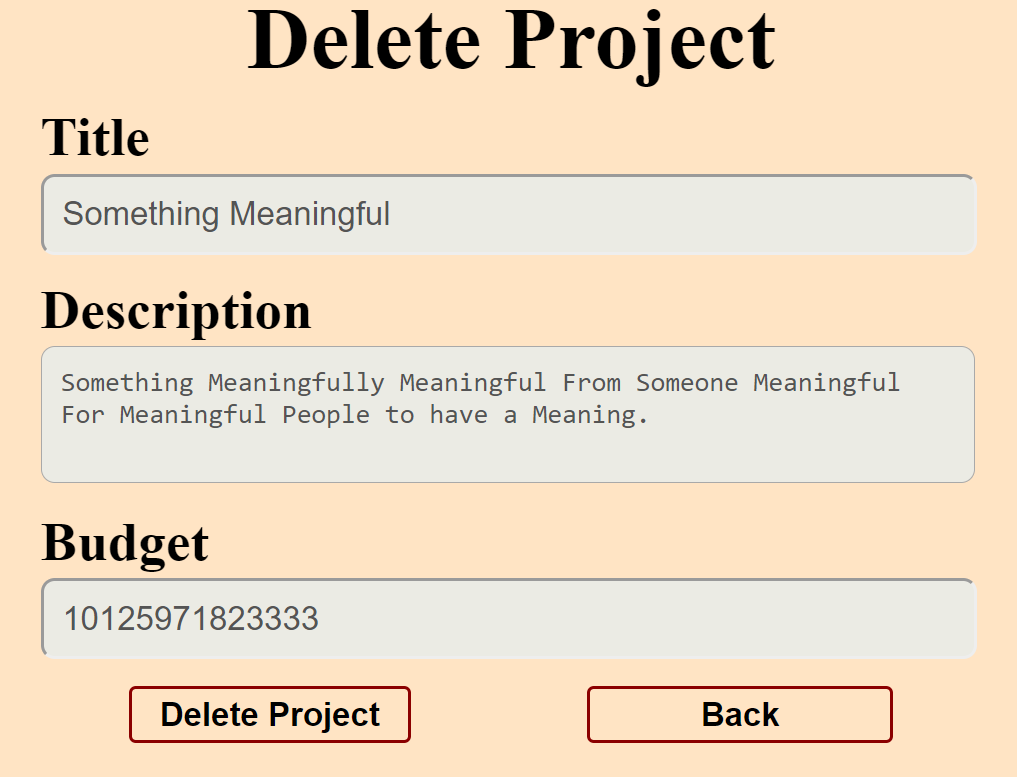 Delete Project
Title
Something Meaningful
Description
Something Meaningfully Meaningful From Someone Meaningful
For Meaningful People to have a Meaning.
Budget
10125971823333
Delete Project
Back